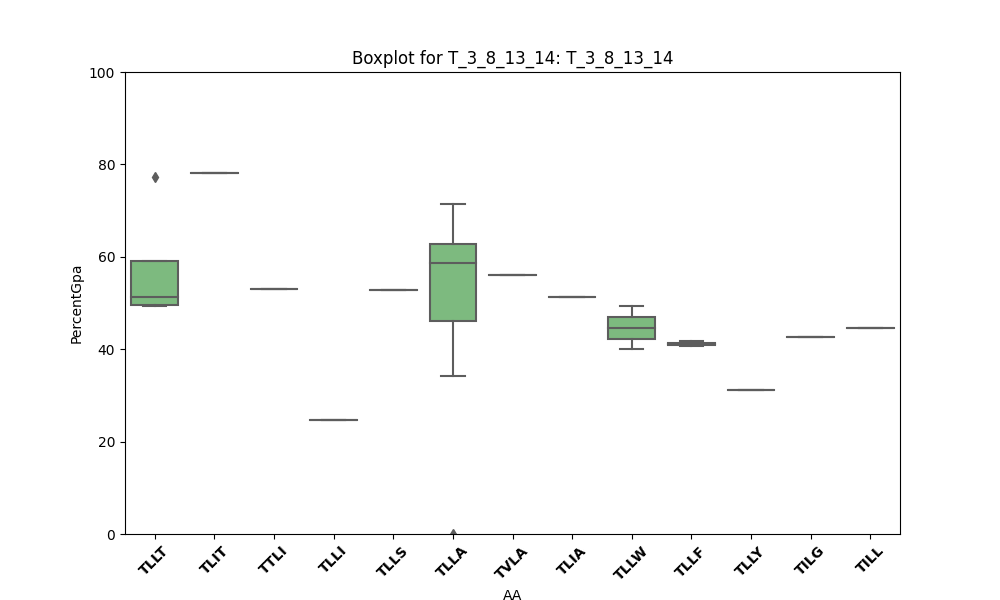 Boxplot for T_3_8_13_14: T_3_8_13_14
100
80
60
40
20
0
PercentGpa
TLLT TLIT TTLI TLLI TLLS TLLA TVLA TLIA TLLW TLLF TLLY TILG TILL
AA